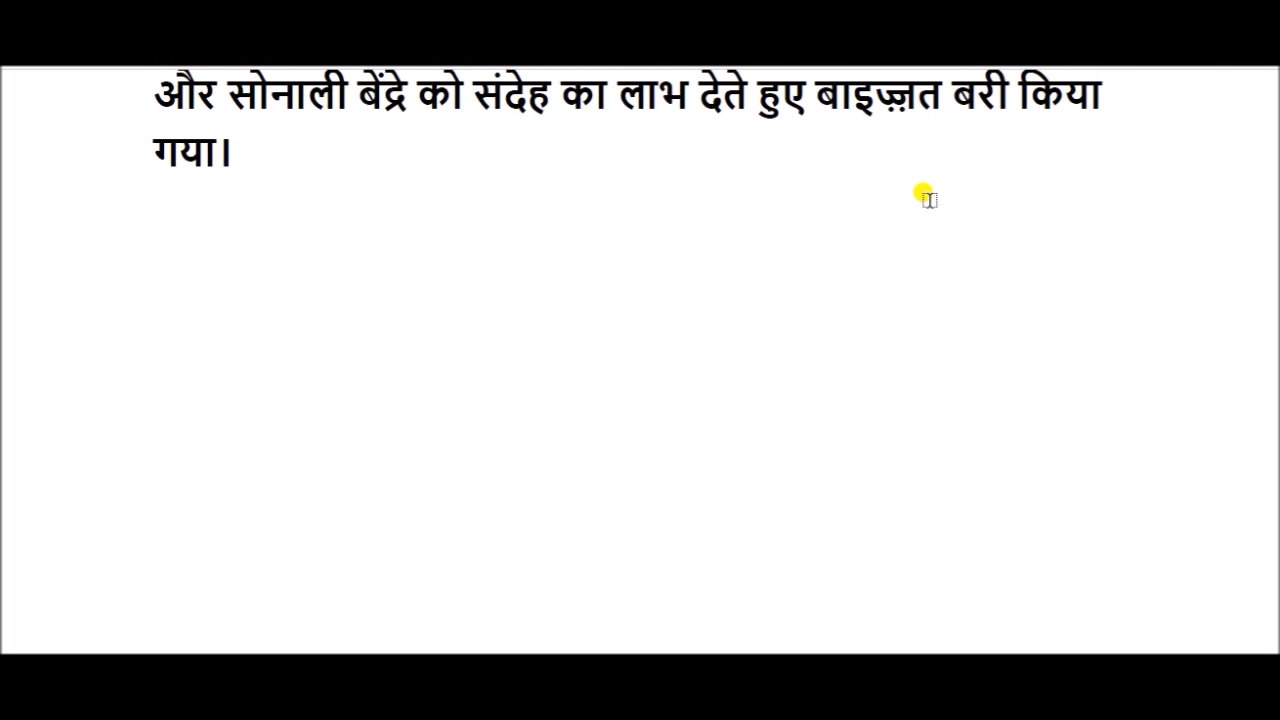 और सोनाली बेंद्रे को संदेह का लाभ देते हुए बाइज़्ज़त बरी किया
गया।